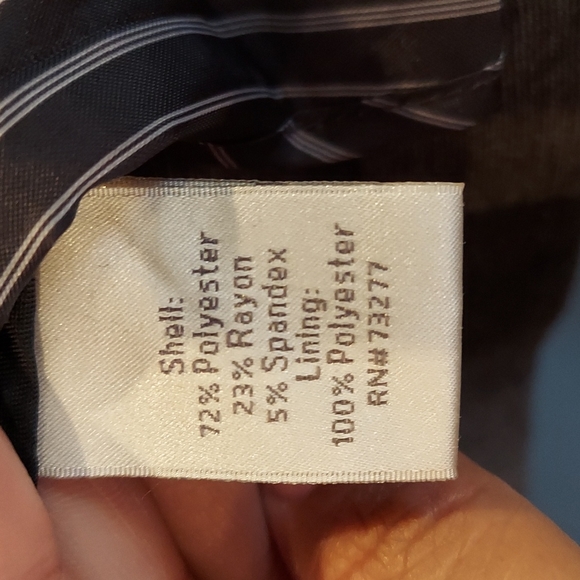 Shell:
72% Polyester
23% Rayon
5% Spandex
Lining:
100% Polyester
RN#73277